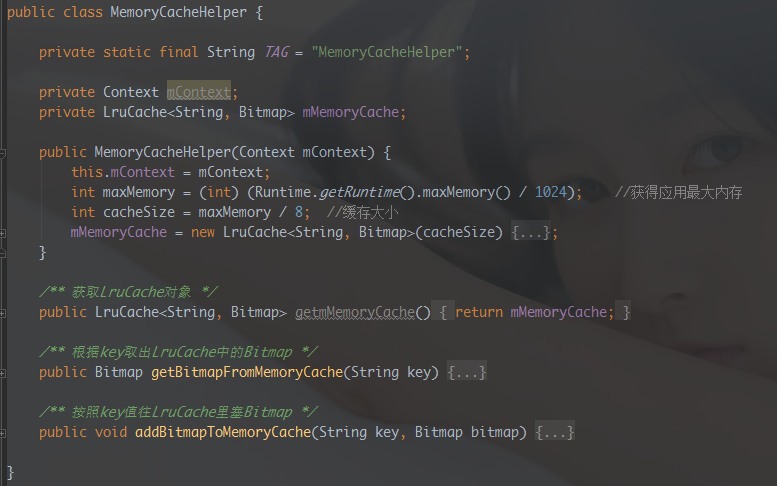 public class MemoryCacheHelper {
private static final String TAG = "MemoryCacheHelper";
private Context mContext;
private LruCache<String, Bitmap> mMemoryCache;
public MemoryCacheHelper(Context mContext) {
this.mContext = mContext;
int maxMemory = (int) (Runtime.getRuntime().maxMemory() / 1024);    //获得应用最大内存
int cacheSize = maxMemory / 8;  //缓存大小
mMemoryCache = new LruCache<String, Bitmap>(cacheSize) {...};
}
/** 获取LruCache对象 */
public LruCache<String, Bitmap> getmMemoryCache() { return mMemoryCache; }
/** 根据key取出LruCache中的Bitmap */
public Bitmap getBitmapFromMemoryCache(String key) {...}
/** 按照key值往LruCache里塞Bitmap */
public void addBitmapToMemoryCache(String key, Bitmap bitmap) {...}
}